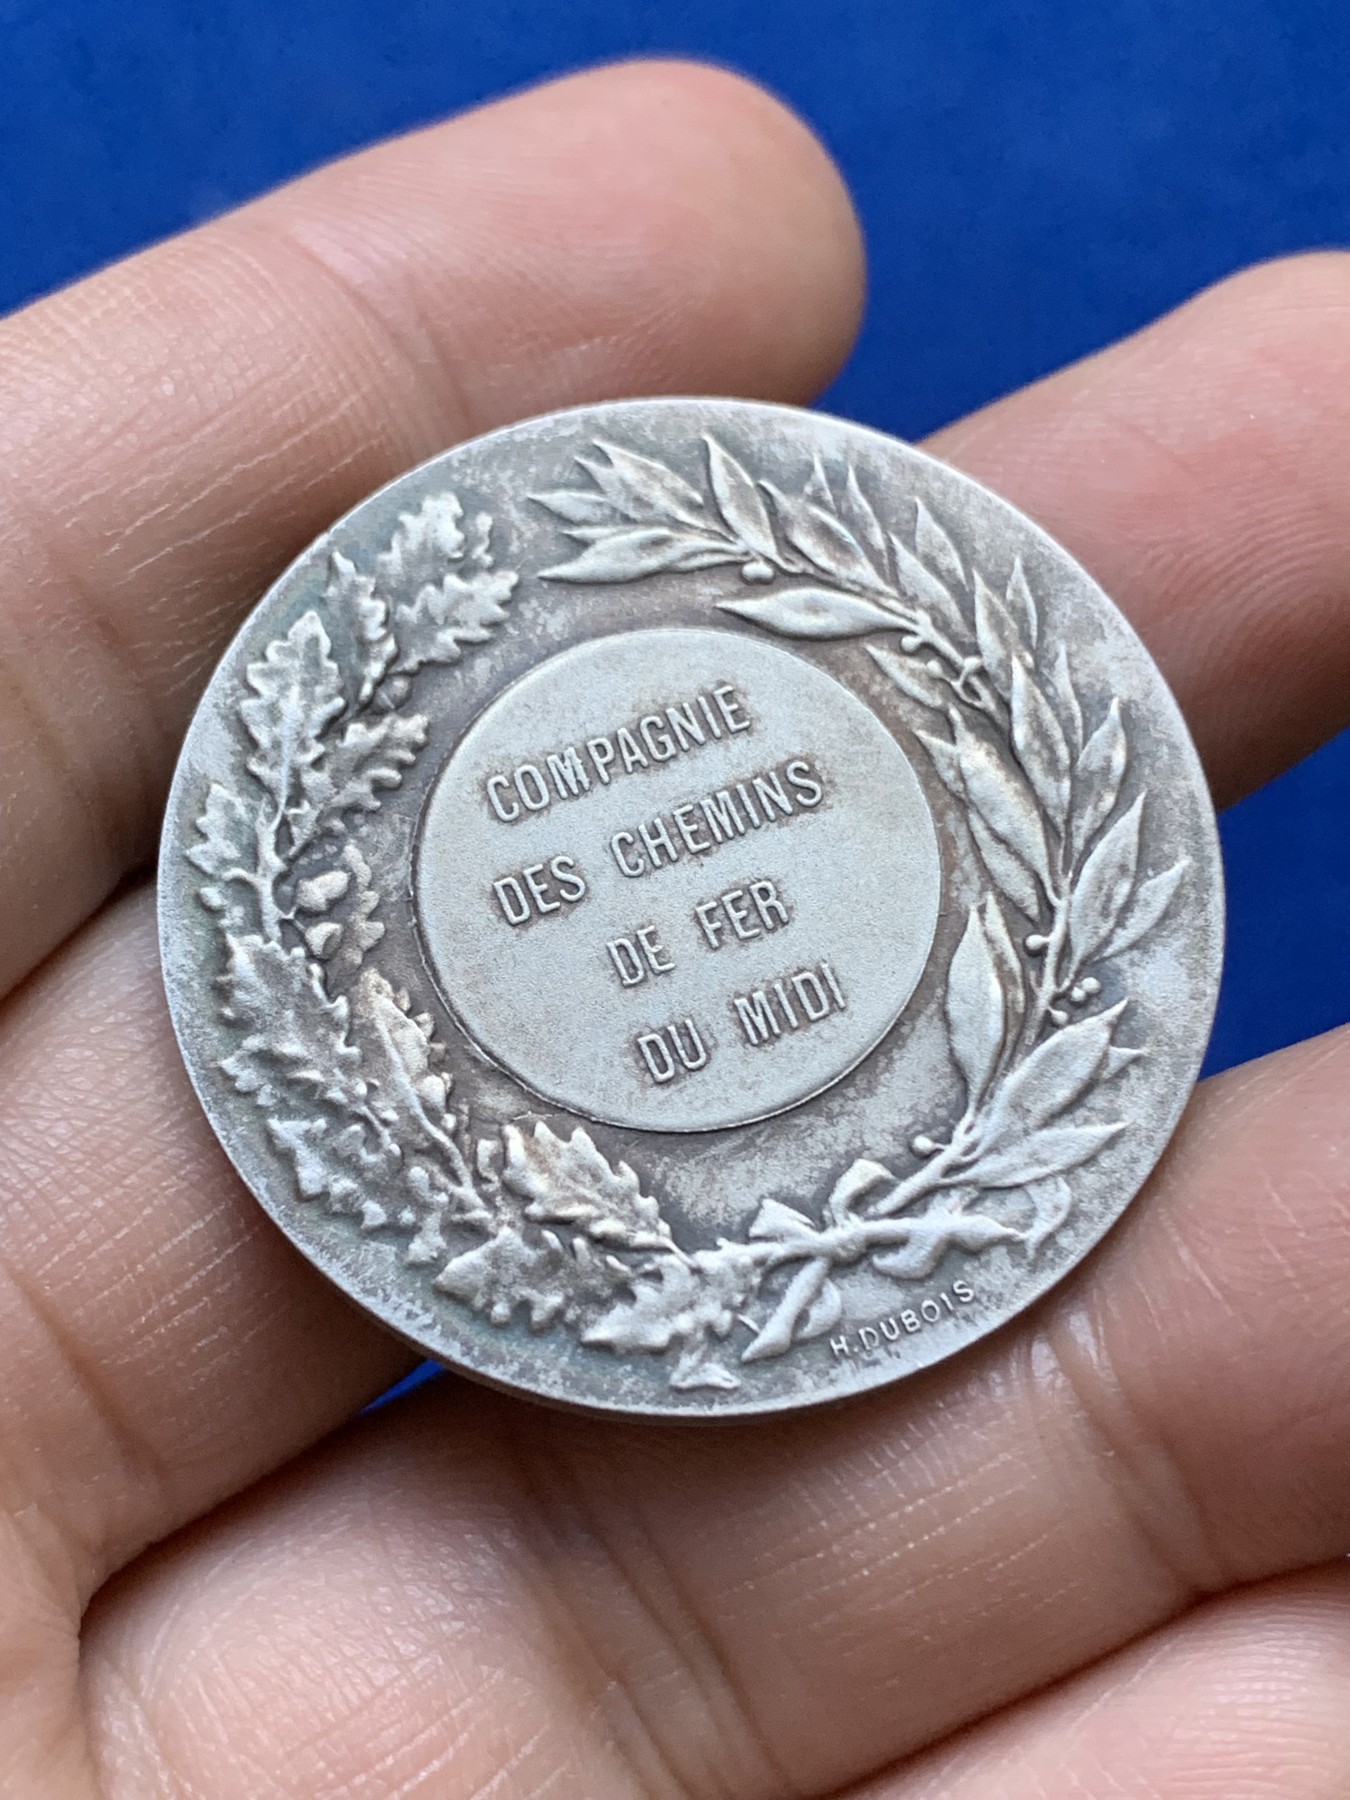 COMPAGNIE
DES CHEMINS
DE FER
DU MIDI
H. DUBOIS